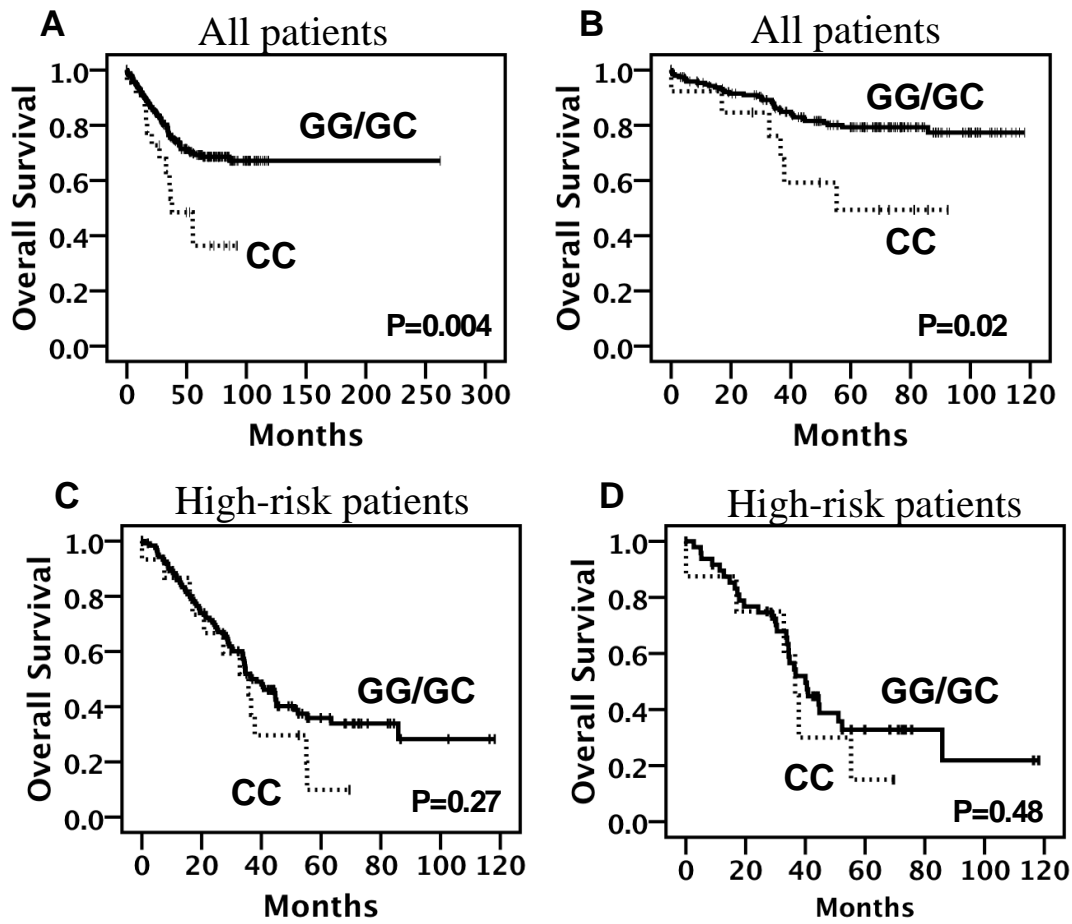 A
All patients
Overall Survival
1.0
0.8
0.6
0.4
0.2
0.0
GG/GC
CC
P=0.004
0 50 100 150 200 250 300
Months
B
All patients
Overall Survival
1.0
0.8
0.6
0.4
0.2
0.0
GG/GC
CC
P=0.02
0 20 40 60 80 100 120
Months
C
High-risk patients
Overall Survival
1.0
0.8
0.6
0.4
0.2
0.0
GG/GC
CC
P=0.27
0 20 40 60 80 100 120
Months
D
High-risk patients
Overall Survival
1.0
0.8
0.6
0.4
0.2
0.0
GG/GC
CC
P=0.48
0 20 40 60 80 100 120
Months